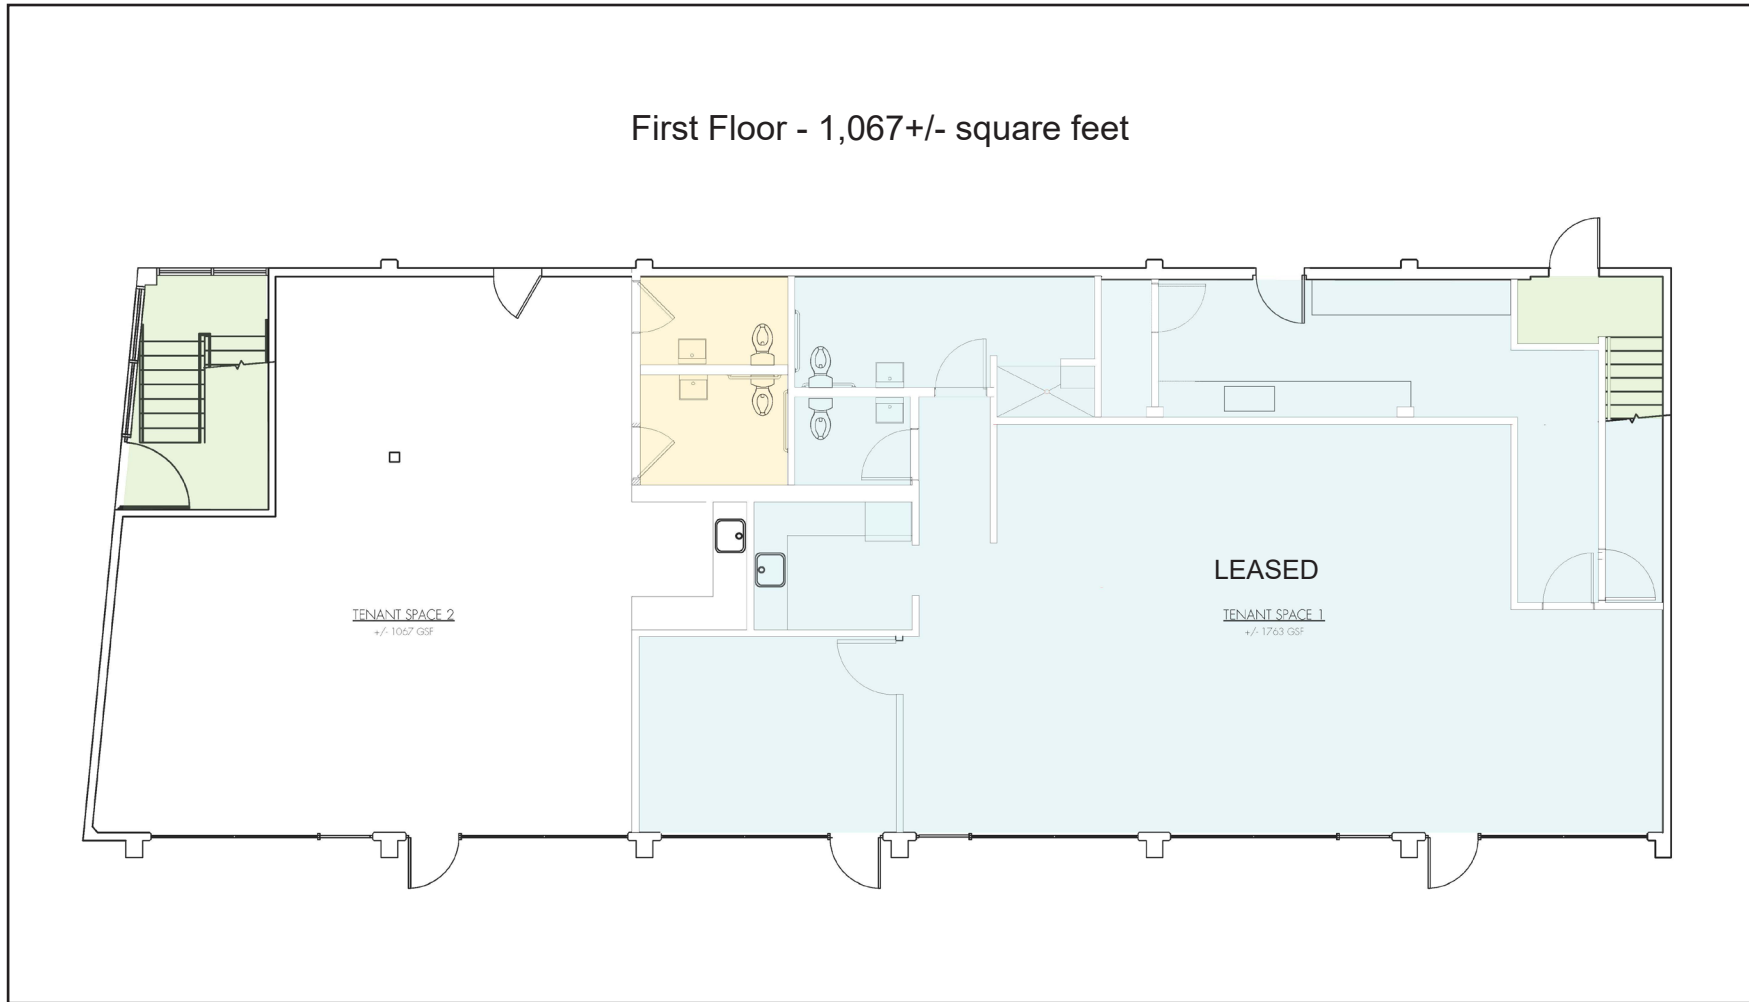 First Floor - 1,067+/- square feet
LEASED
TENANT SPACE 2
+/- 1067 GSF
TENANT SPACE 1
+/- 1763 GSF